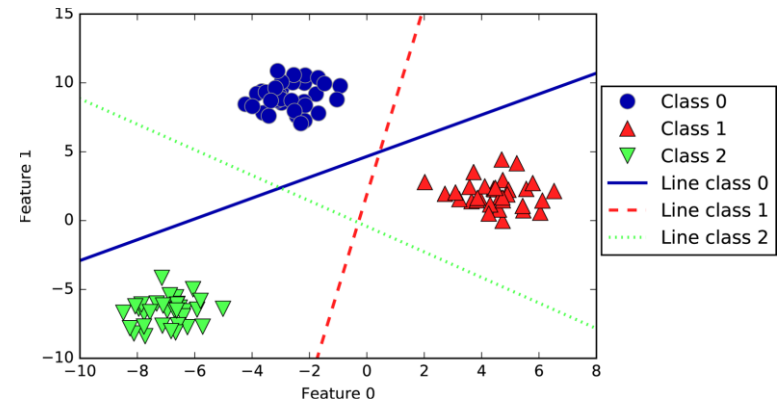 15
10
5
0
−5
−10
Feature 1
−10 −8 −6 −4 −2 0 2 4 6 8
Feature 0
Class 0
Class 1
Class 2
Line class 0
Line class 1
Line class 2